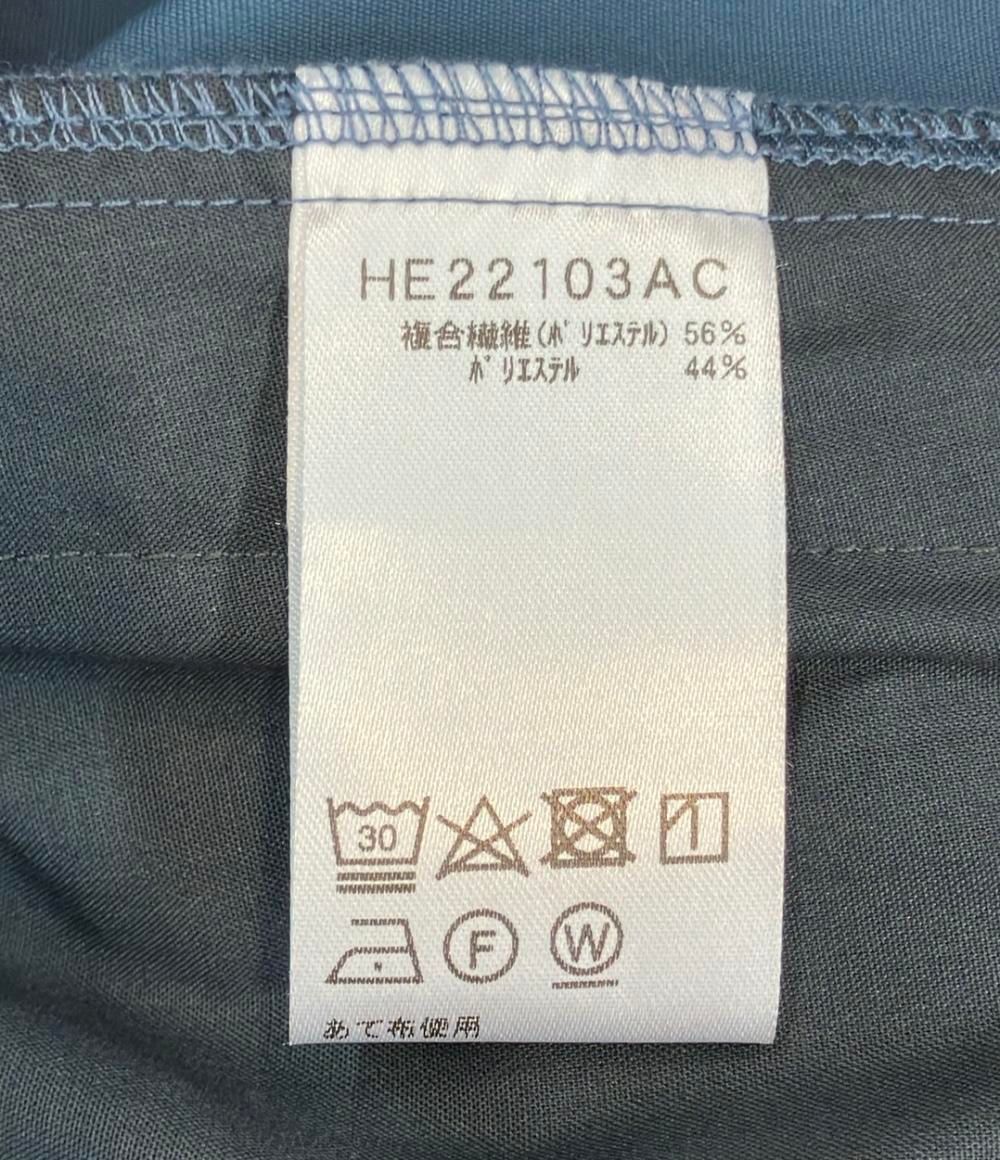 HE22103AC
複合繊維(ポリエステル) 56%
ポリエステル 44%
30
F W
あて布使用